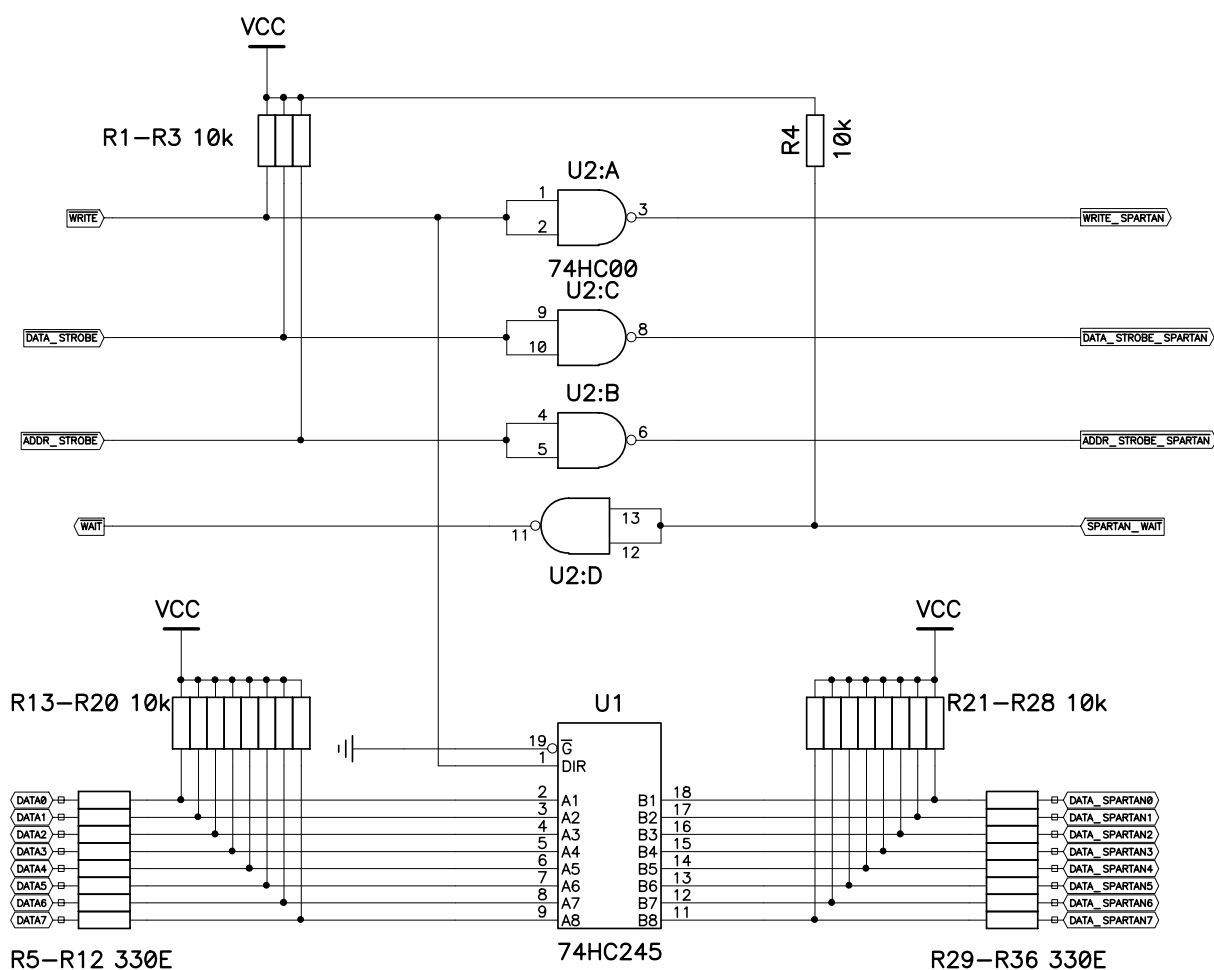 VCC
R1-R3 10k
R4
10k
U2:A
1
2
3
WRITE
WRITE_SPARTAN
74HC00
U2:C
9
10
8
DATA_STROBE
DATA_STROBE_SPARTAN
U2:B
4
5
6
ADDR_STROBE
ADDR_STROBE_SPARTAN
WAIT
11
13
12
SPARTAN_WAIT
U2:D
VCC
VCC
R13-R20 10k
U1
R21-R28 10k
19 G
1 DIR
DATA0 2 A1 B1 18 DATA_SPARTAN0
DATA1 3 A2 B2 17 DATA_SPARTAN1
DATA2 4 A3 B3 16 DATA_SPARTAN2
DATA3 5 A4 B4 15 DATA_SPARTAN3
DATA4 6 A5 B5 14 DATA_SPARTAN4
DATA5 7 A6 B6 13 DATA_SPARTAN5
DATA6 8 A7 B7 12 DATA_SPARTAN6
DATA7 9 A8 B8 11 DATA_SPARTAN7
R5-R12 330E
74HC245
R29-R36 330E